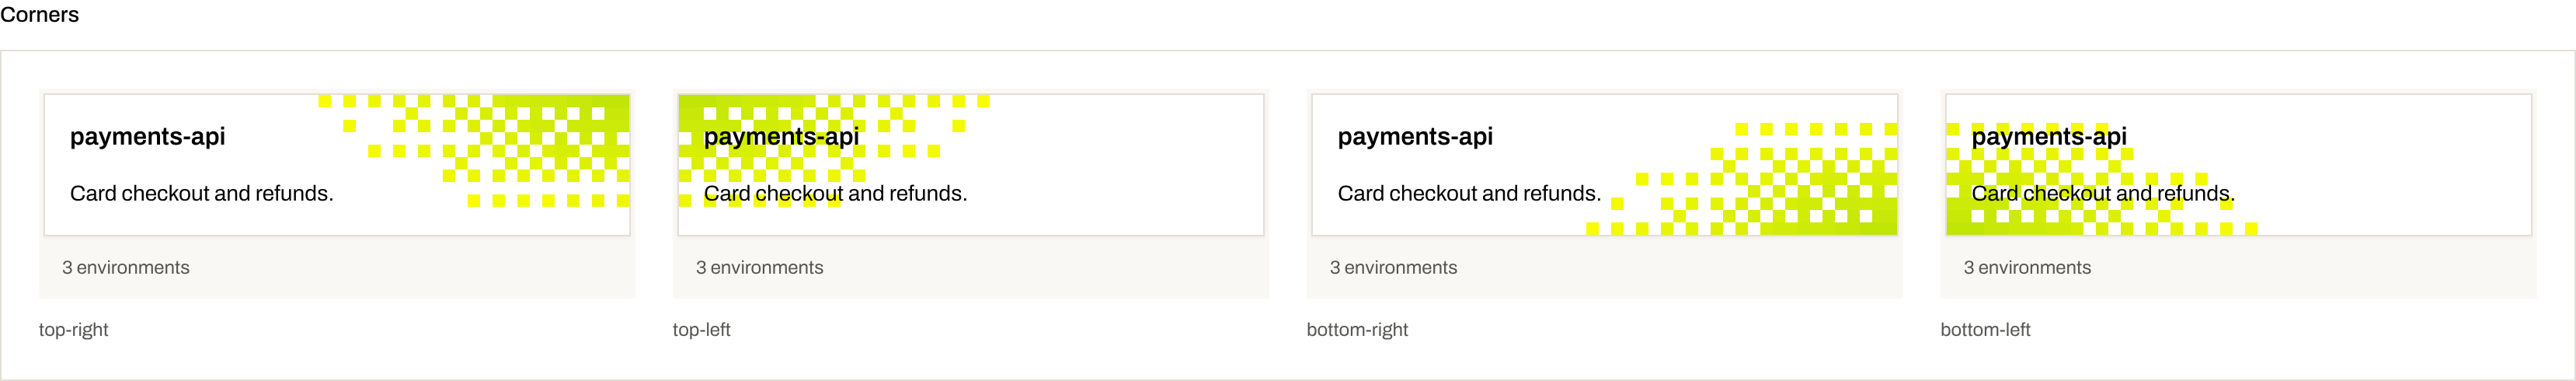 Corners
payments-api
Card checkout and refunds.
3 environments
top-right
payments-api
Card checkout and refunds.
3 environments
top-left
payments-api
Card checkout and refunds.
3 environments
bottom-right
payments-api
Card checkout and refunds.
3 environments
bottom-left